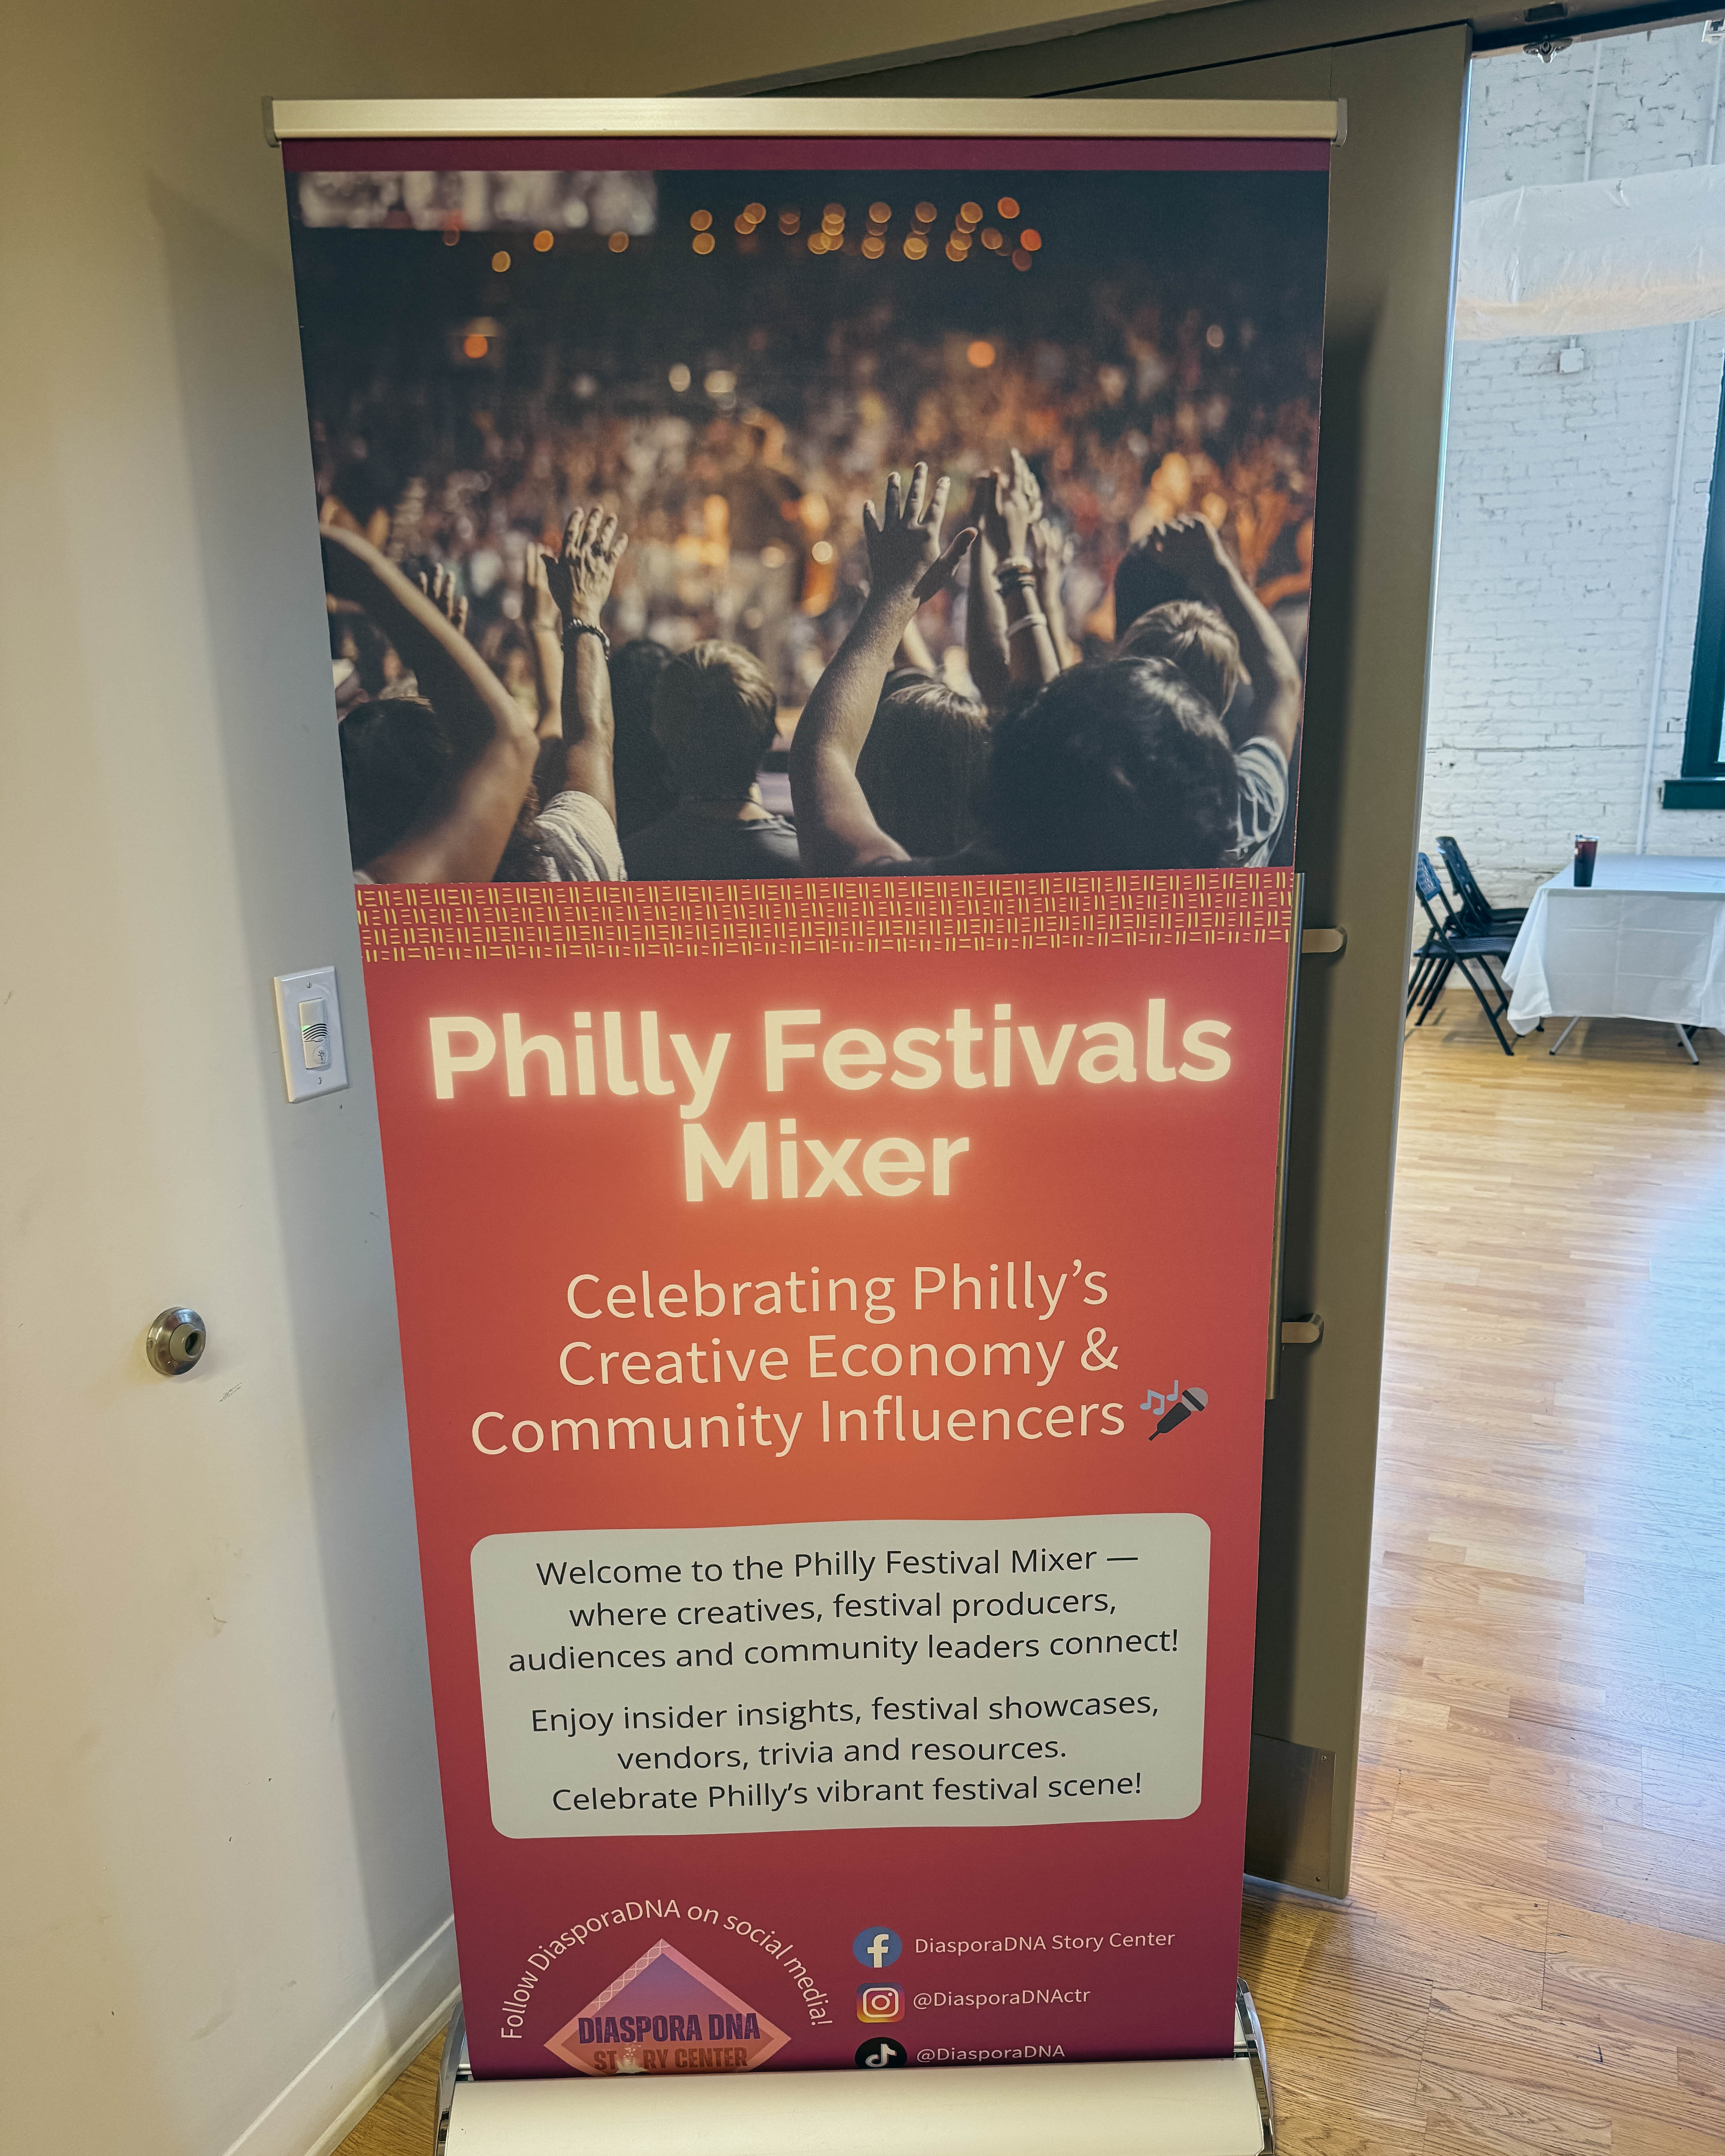 Philly Festivals
Mixer
Celebrating Philly’s
Creative Economy &
Community Influencers
Welcome to the Philly Festival Mixer —
where creatives, festival producers,
audiences and community leaders connect!
Enjoy insider insights, festival showcases,
vendors, trivia and resources.
Celebrate Philly’s vibrant festival scene!
Follow DiasporaDNA on social media!
DIASPORA DNA
STORY CENTER
DiasporaDNA Story Center
@DiasporaDNActr
@DiasporaDNA